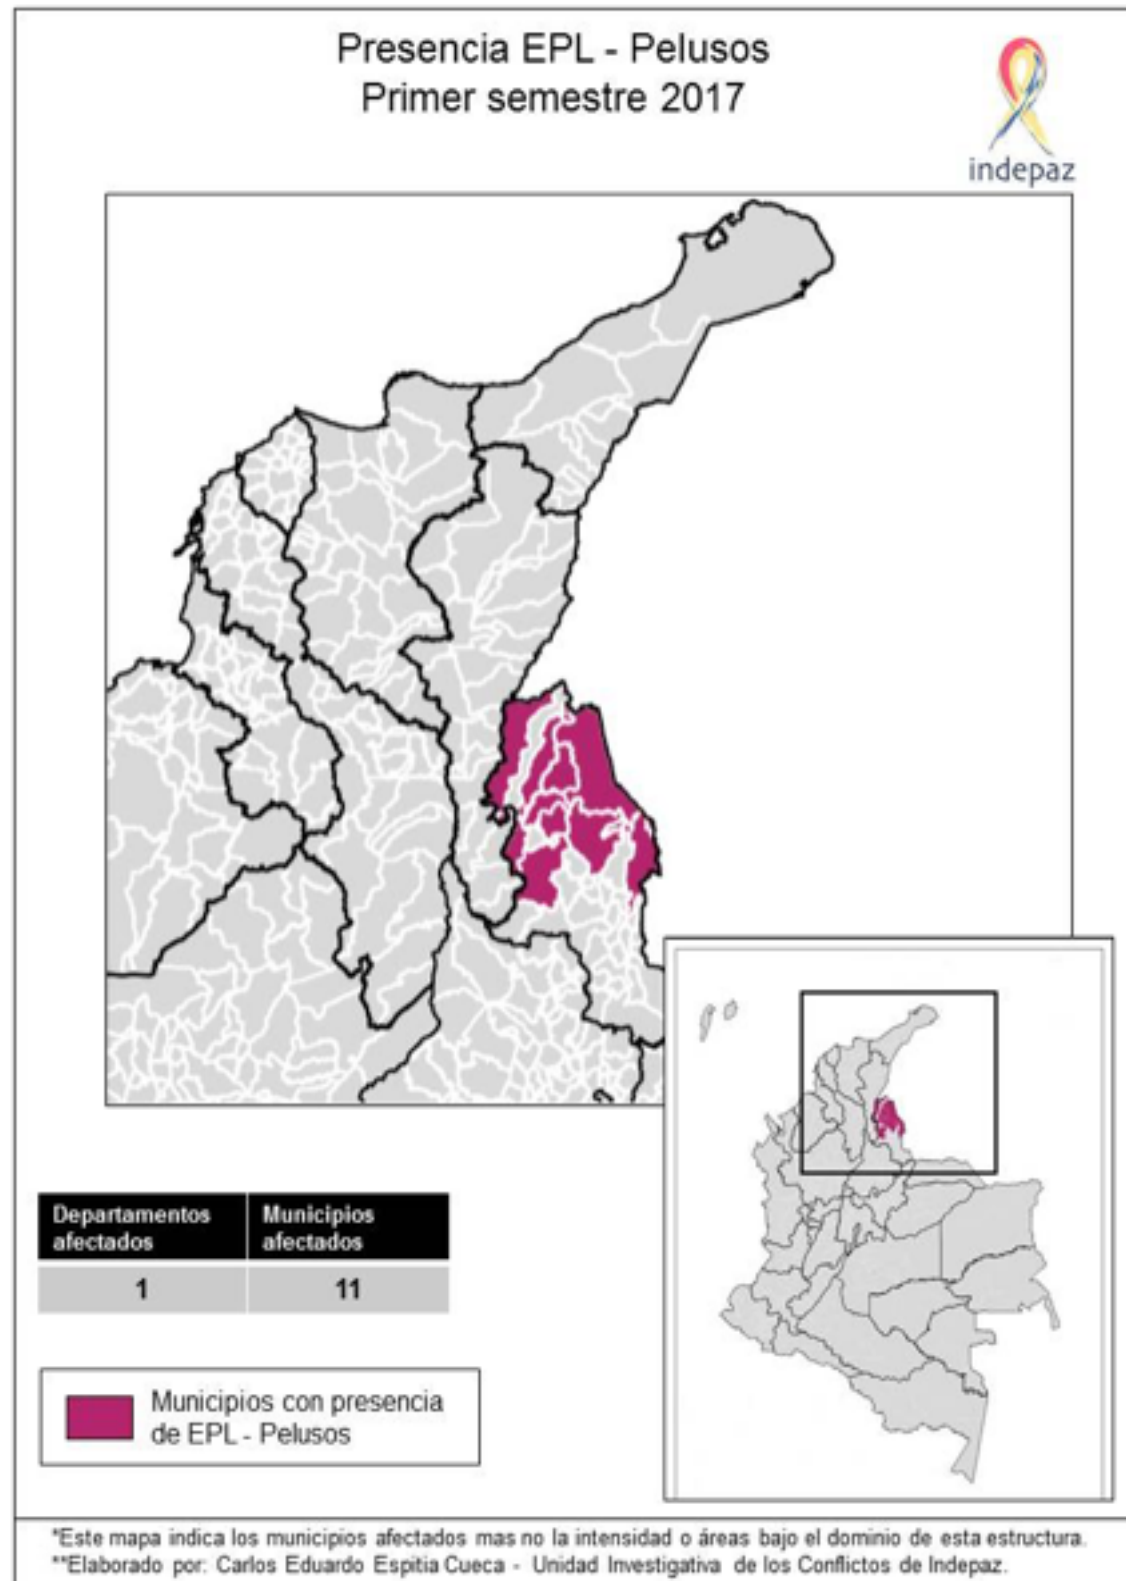 Presencia EPL - Pelusos
Primer semestre 2017
indepaz
Departamentos afectados
Municipios afectados
1
11
Municipios con presencia
de EPL - Pelusos
*Este mapa indica los municipios afectados mas no la intensidad o áreas bajo el dominio de esta estructura.
**Elaborado por: Carlos Eduardo Espitia Cueca - Unidad Investigativa de los Conflictos de Indepaz.